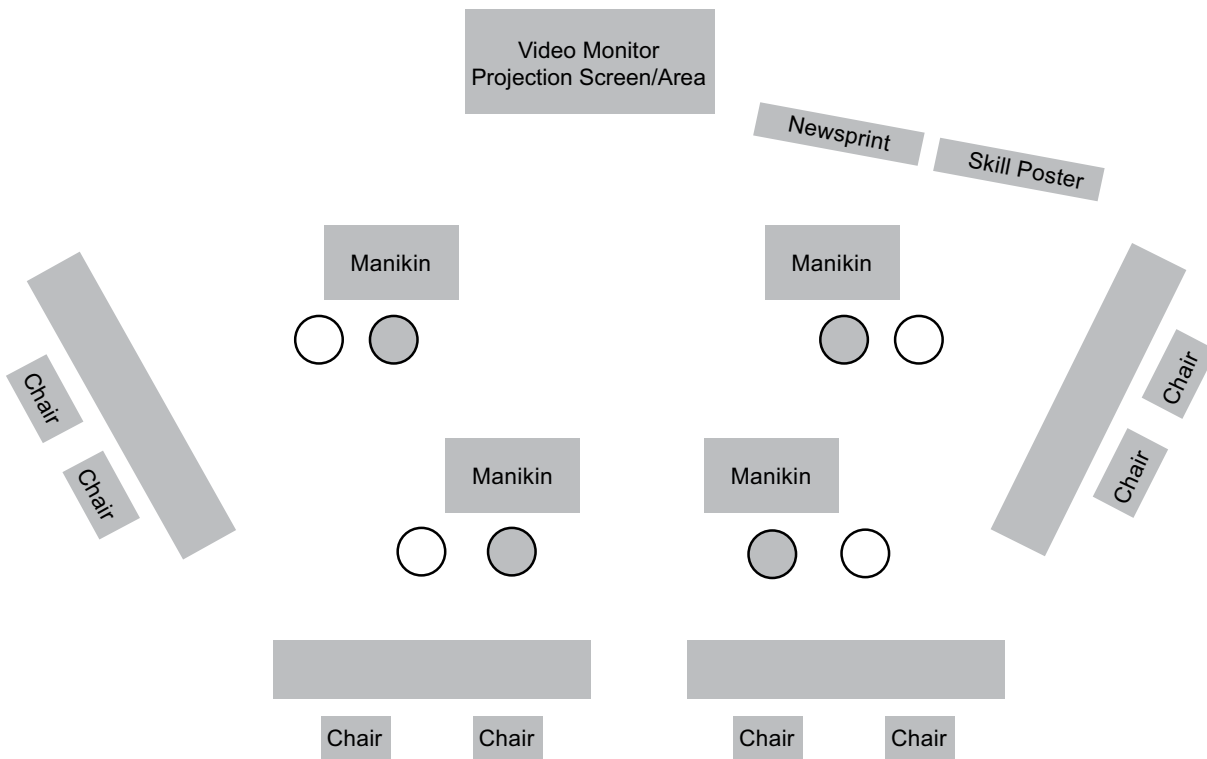 Video Monitor
Projection Screen/Area
Newsprint
Skill Poster
Manikin
Manikin
Chair
Chair
Chair
Chair
Manikin
Manikin
Chair
Chair
Chair
Chair